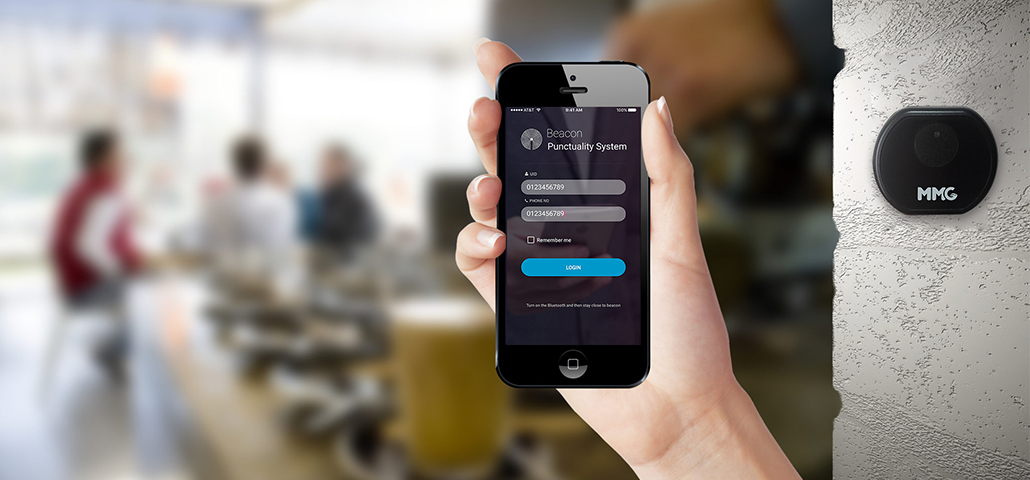 AT&T 9:41 AM 100%
Beacon
Punctuality System
UID
0123456789
PHONE NO
0123456789
Remember me
LOGIN
Turn on the Bluetooth and then stay close to beacon
MMG